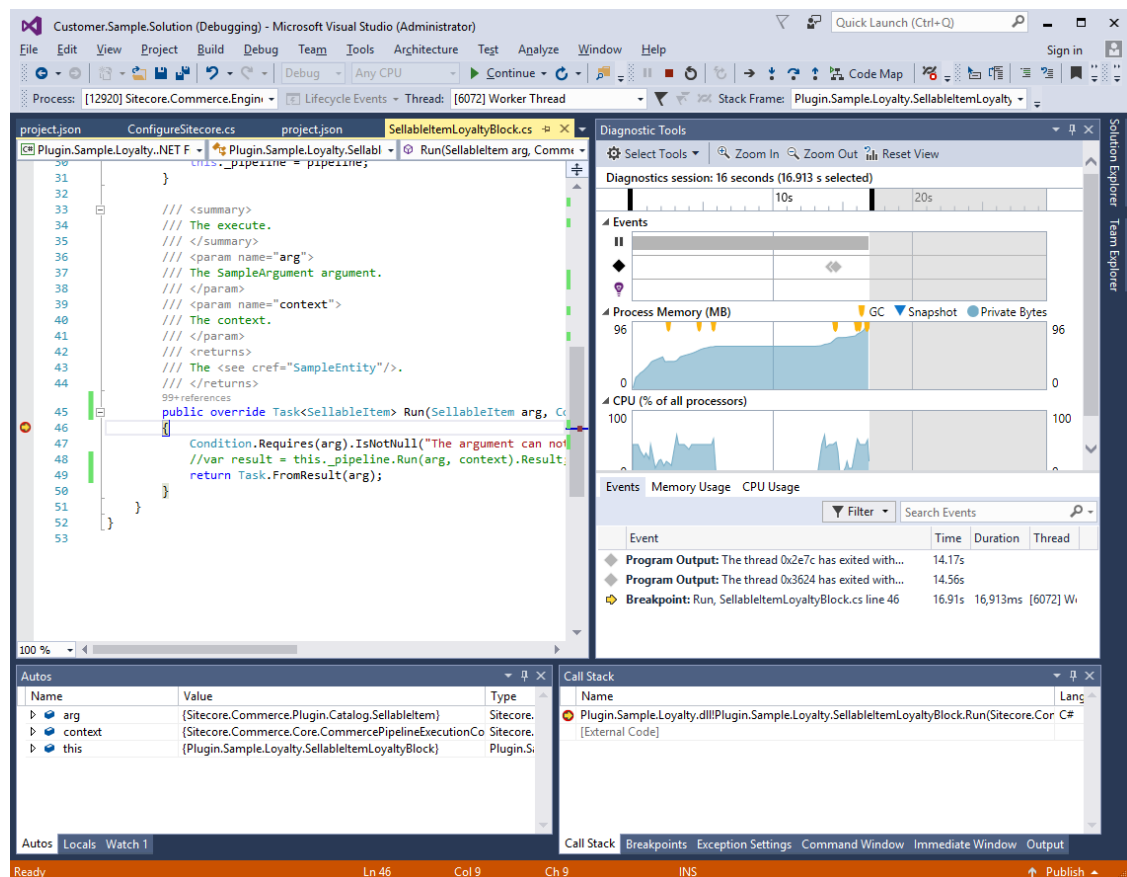 Customer.Sample.Solution (Debugging) - Microsoft Visual Studio (Administrator)
Quick Launch (Ctrl+Q)
File Edit View Project Build Debug Team Tools Architecture Test Analyze Window Help
Sign in
Debug Any CPU Continue Code Map
Process: [12920] Sitecore.Commerce.Engin Lifecycle Events Thread: [6072] Worker Thread Stack Frame: Plugin.Sample.Loyalty.SellableItemLoyalty
project.json ConfigureSitecore.cs project.json SellableItemLoyaltyBlock.cs
C# Plugin.Sample.Loyalty..NET F Plugin.Sample.Loyalty.Sellabl Run(SellableItem arg, Comme
30 this._pipeline = pipeline;
31 }
32
33 /// <summary>
34 /// The execute.
35 /// </summary>
36 /// <param name="arg">
37 /// The SampleArgument argument.
38 /// </param>
39 /// <param name="context">
40 /// The context.
41 /// </param>
42 /// <returns>
43 /// The <see cref="SampleEntity"/>.
44 /// </returns>
99+references
45 public override Task<SellableItem> Run(SellableItem arg, Co
46 {
47 Condition.Requires(arg).IsNotNull("The argument can not
48 //var result = this._pipeline.Run(arg, context).Result;
49 return Task.FromResult(arg);
50 }
51 }
52 }
53
100 %
Diagnostic Tools
Select Tools Zoom In Zoom Out Reset View
Diagnostics session: 16 seconds (16.913 s selected)
10s 20s
Events
Process Memory (MB) GC Snapshot Private Bytes
96 96
0 0
CPU (% of all processors)
100 100
0 0
Events Memory Usage CPU Usage
Filter Search Events
Event Time Duration Thread
Program Output: The thread 0x2e7c has exited with... 14.17s
Program Output: The thread 0x3624 has exited with... 14.56s
Breakpoint: Run, SellableItemLoyaltyBlock.cs line 46 16.91s 16,913ms [6072] W
Solution Explorer
Team Explorer
Autos
Name Value Type
arg {Sitecore.Commerce.Plugin.Catalog.SellableItem} Sitecore.
context {Sitecore.Commerce.Core.CommercePipelineExecutionCo Sitecore.
this {Plugin.Sample.Loyalty.SellableItemLoyaltyBlock} Plugin.Sa
Autos Locals Watch 1
Call Stack
Name Lang
Plugin.Sample.Loyalty.dll!Plugin.Sample.Loyalty.SellableItemLoyaltyBlock.Run(Sitecore.Cor C#
[External Code]
Call Stack Breakpoints Exception Settings Command Window Immediate Window Output
Ready Ln 46 Col 9 Ch 9 INS Publish